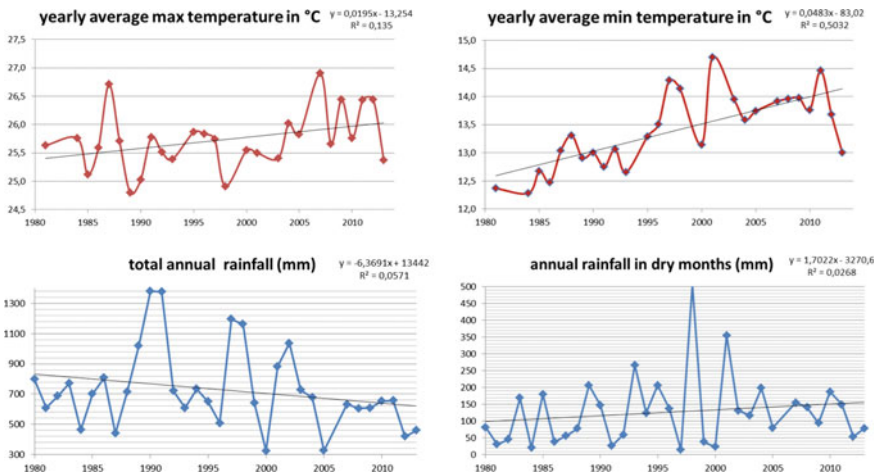 yearly average max temperature in °C
y = 0,0195x - 13,254
R² = 0,135
27,5
27,0
26,5
26,0
25,5
25,0
24,5
1980 1985 1990 1995 2000 2005 2010
yearly average min temperature in °C
y = 0,0483x - 83,02
R² = 0,5032
15,0
14,5
14,0
13,5
13,0
12,5
12,0
1980 1985 1990 1995 2000 2005 2010
total annual rainfall (mm)
y = -6,3691x + 13442
R² = 0,0571
1300
1100
900
700
500
300
1980 1985 1990 1995 2000 2005 2010
annual rainfall in dry months (mm)
y = 1,7022x - 3270,6
R² = 0,0268
500
450
400
350
300
250
200
150
100
50
0
1980 1985 1990 1995 2000 2005 2010